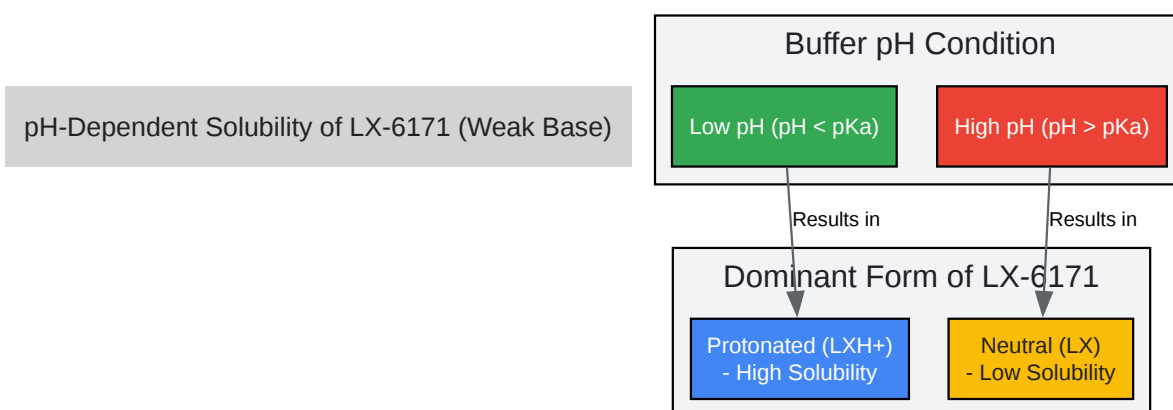 pH-Dependent Solubility of LX-6171 (Weak Base)
Buffer pH Condition
Low pH (pH < pKa)
High pH (pH > pKa)
Results in
Results in
Dominant Form of LX-6171
Protonated (LXH+)
- High Solubility
Neutral (LX)
- Low Solubility